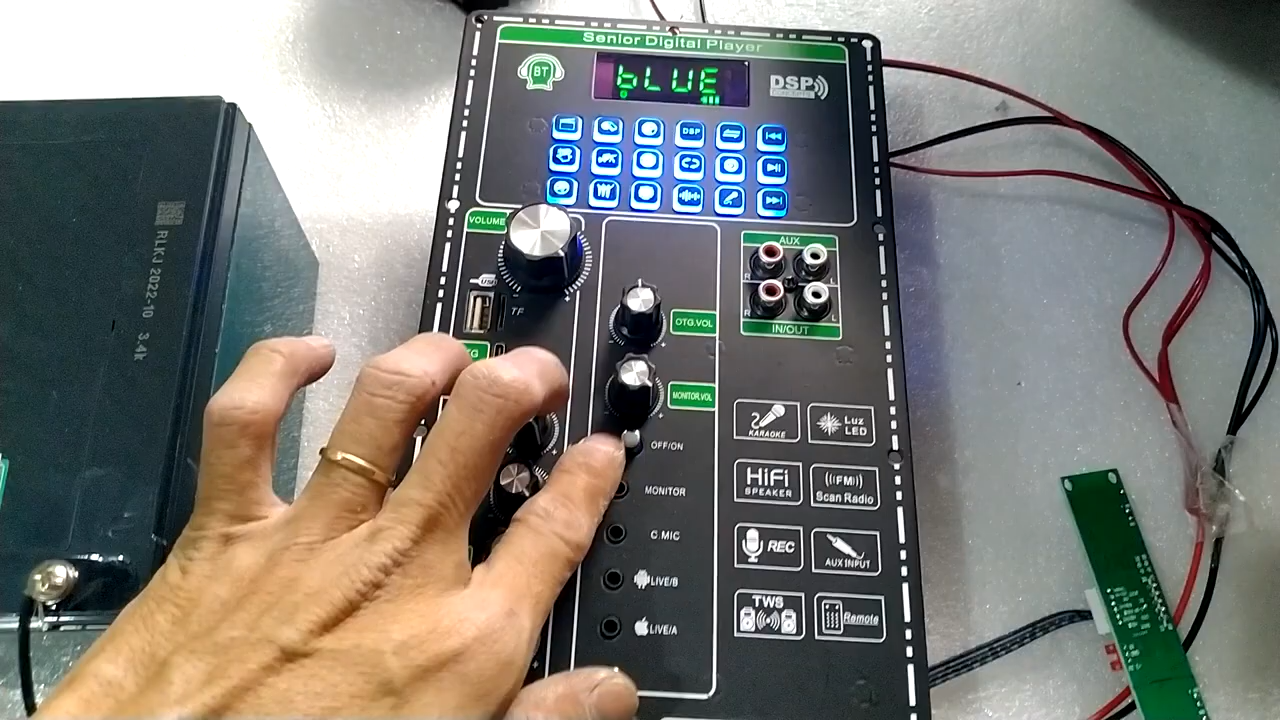 Senior Digital Player
BT
bLUE
DSP
DSP
VOLUME
USB
TF
AUX
R
L
R
L
IN/OUT
OTG.VOL
MONITOR.VOL
OFF/ON
MONITOR
C.MIC
LIVE/B
LIVE/A
KARAOKE
Luz
LED
HiFi
SPEAKER
((FM))
Scan Radio
REC
AUX INPUT
TWS
Remote
RLKJ 2022-10 3.4k